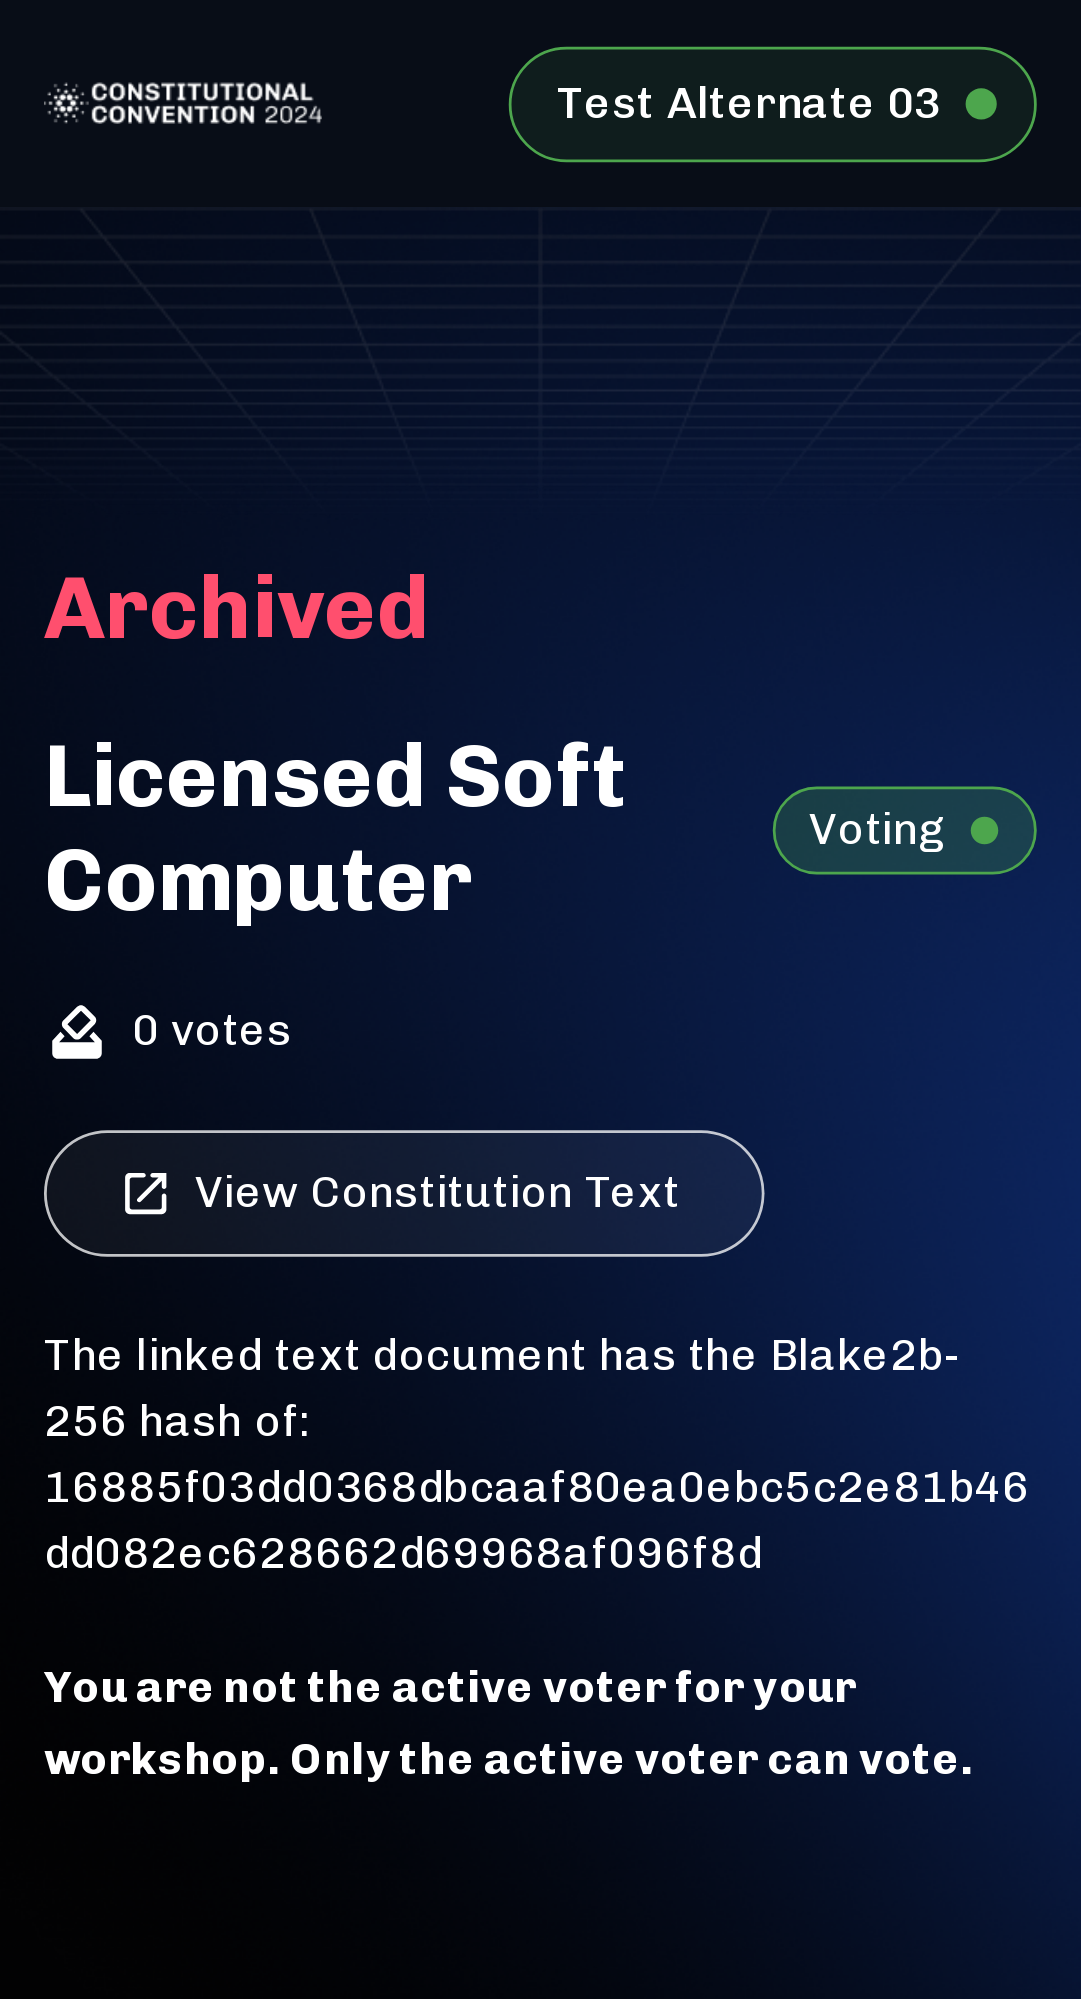 CONSTITUTIONAL
CONVENTION 2024
Test Alternate 03
Archived
Licensed Soft
Computer
Voting
0 votes
View Constitution Text
The linked text document has the Blake2b-
256 hash of:
16885f03dd0368dbcaaf80ea0ebc5c2e81b46
dd082ec628662d69968af096f8d
You are not the active voter for your
workshop. Only the active voter can vote.